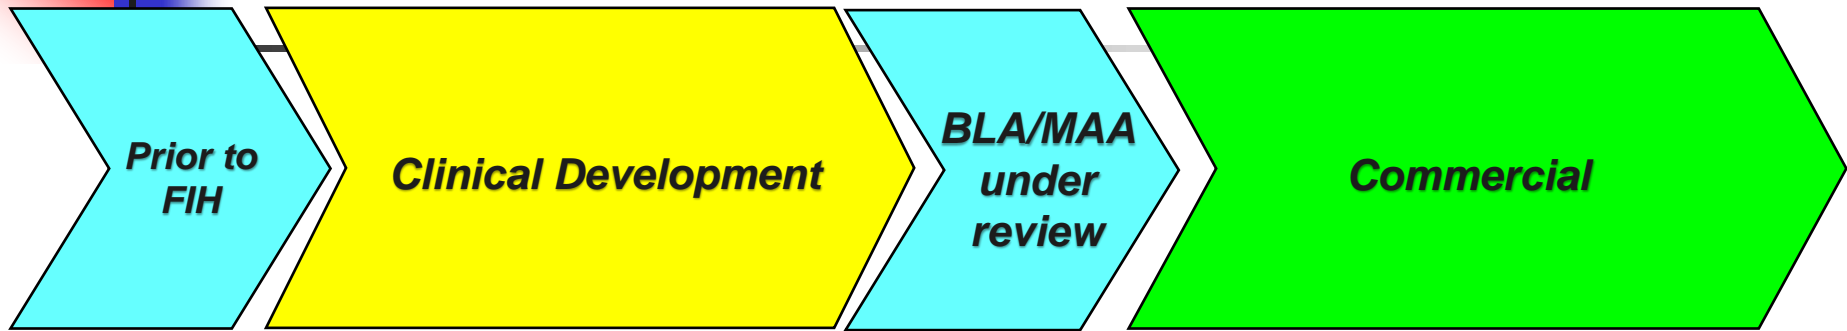 Prior to
FIH
Clinical Development
BLA/MAA
under
review
Commercial